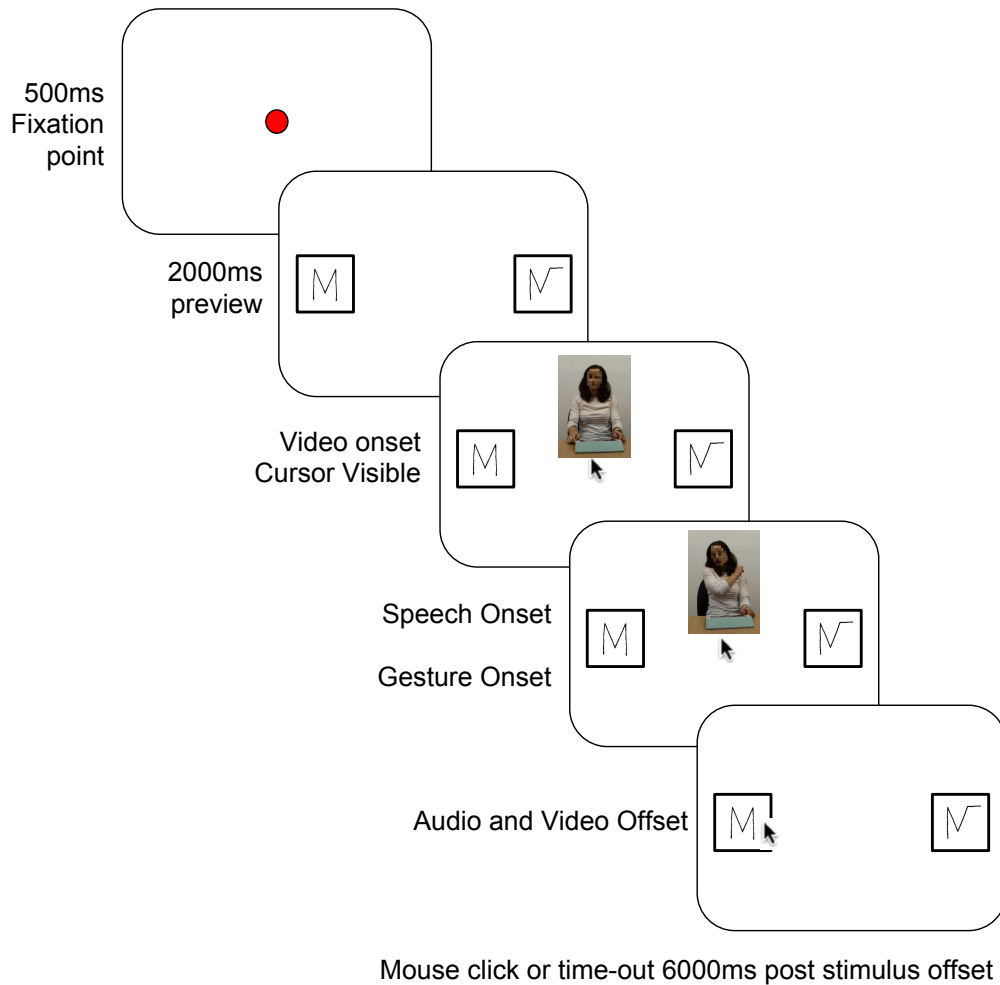 500ms
Fixation
point
2000ms
preview
Video onset
Cursor Visible
Speech Onset
Gesture Onset
Audio and Video Offset
Mouse click or time-out 6000ms post stimulus offset